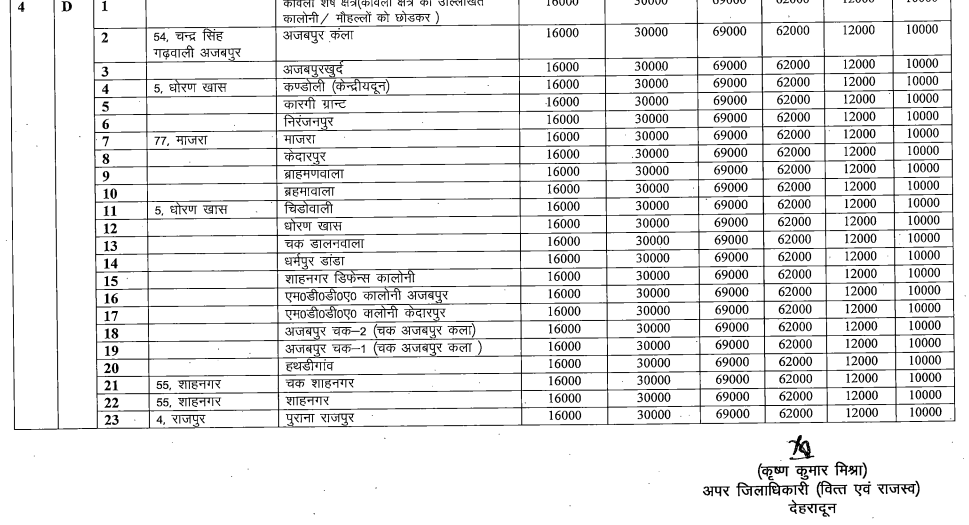 4 D 1 कांवली शेष क्षेत्र(कांवली क्षेत्र की उल्लिखित 16000 30000 69000 62000 12000 10000
कालोनी/ मौहल्लों को छोडकर )
2 54, चन्द्र सिंह अजबपुर कंला 16000 30000 69000 62000 12000 10000
गढ़वाली अजबपुर
3 अजबपुरखुर्द 16000 30000 69000 62000 12000 10000
4 5, धोरण खास कण्डोली (केन्द्रीयदून) 16000 30000 69000 62000 12000 10000
5 कारगी ग्रान्ट 16000 30000 69000 62000 12000 10000
6 निरंजनपुर 16000 30000 69000 62000 12000 10000
7 77, माजरा माजरा 16000 30000 69000 62000 12000 10000
8 केदारपुर 16000 30000 69000 62000 12000 10000
9 ब्राहमणवाला 16000 30000 69000 62000 12000 10000
10 ब्रहमावाला 16000 30000 69000 62000 12000 10000
11 5, धोरण खास चिडोवाली 16000 30000 69000 62000 12000 10000
12 धोरण खास 16000 30000 69000 62000 12000 10000
13 चक डालनवाला 16000 30000 69000 62000 12000 10000
14 धर्मपुर डांडा 16000 30000 69000 62000 12000 10000
15 शाहनगर डिफेन्स कालोनी 16000 30000 69000 62000 12000 10000
16 एम0डी0डी0ए0 कालोनी अजबपुर 16000 30000 69000 62000 12000 10000
17 एम0डी0डी0ए0 कालोनी केदारपुर 16000 30000 69000 62000 12000 10000
18 अजबपुर चक–2 (चक अजबपुर कला) 16000 30000 69000 62000 12000 10000
19 अजबपुर चक–1 (चक अजबपुर कला ) 16000 30000 69000 62000 12000 10000
20 हथडीगांव 16000 30000 69000 62000 12000 10000
21 55, शाहनगर चक शाहनगर 16000 30000 69000 62000 12000 10000
22 55, शाहनगर शाहनगर 16000 30000 69000 62000 12000 10000
23 4, राजपुर पुराना राजपुर 16000 30000 69000 62000 12000 10000
(कृष्ण कुमार मिश्रा)
अपर जिलाधिकारी (वित्त एवं राजस्व)
देहरादून